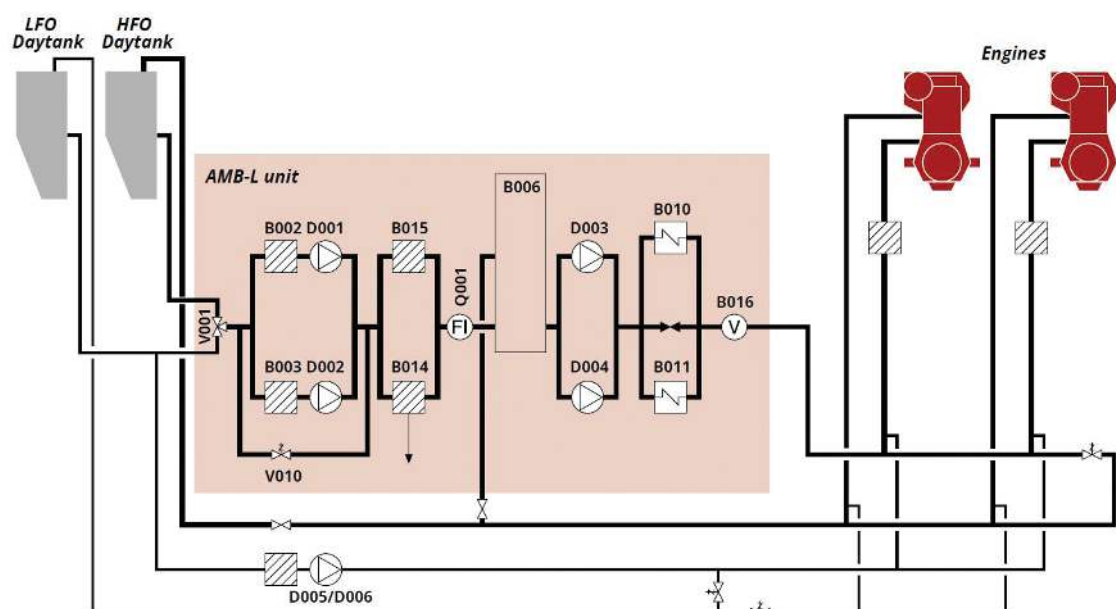 LFO
Daytank
HFO
Daytank
Engines
AMB-L unit
B006
B002 D001
B015
D003
B010
Q001
B016
V001
FI
V
B003 D002
B014
D004
B011
V010
D005/D006